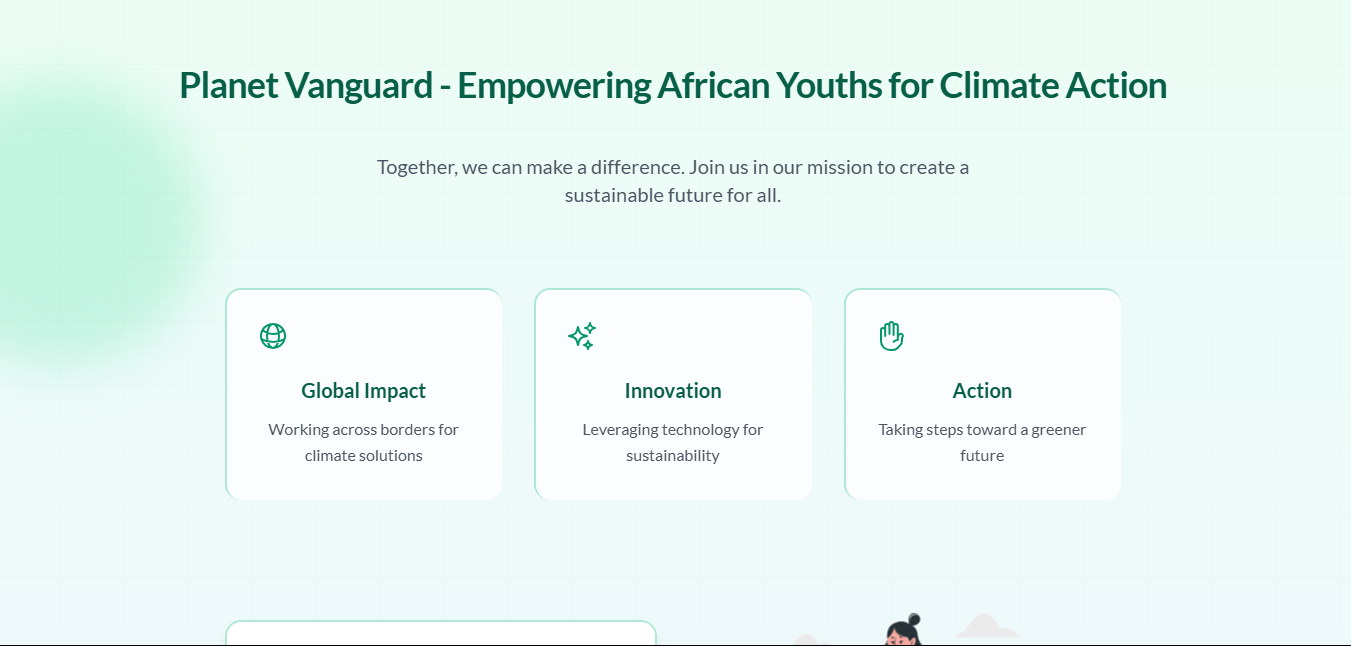 Planet Vanguard - Empowering African Youths for Climate Action
Together, we can make a difference. Join us in our mission to create a
sustainable future for all.
Global Impact
Working across borders for
climate solutions
Innovation
Leveraging technology for
sustainability
Action
Taking steps toward a greener
future